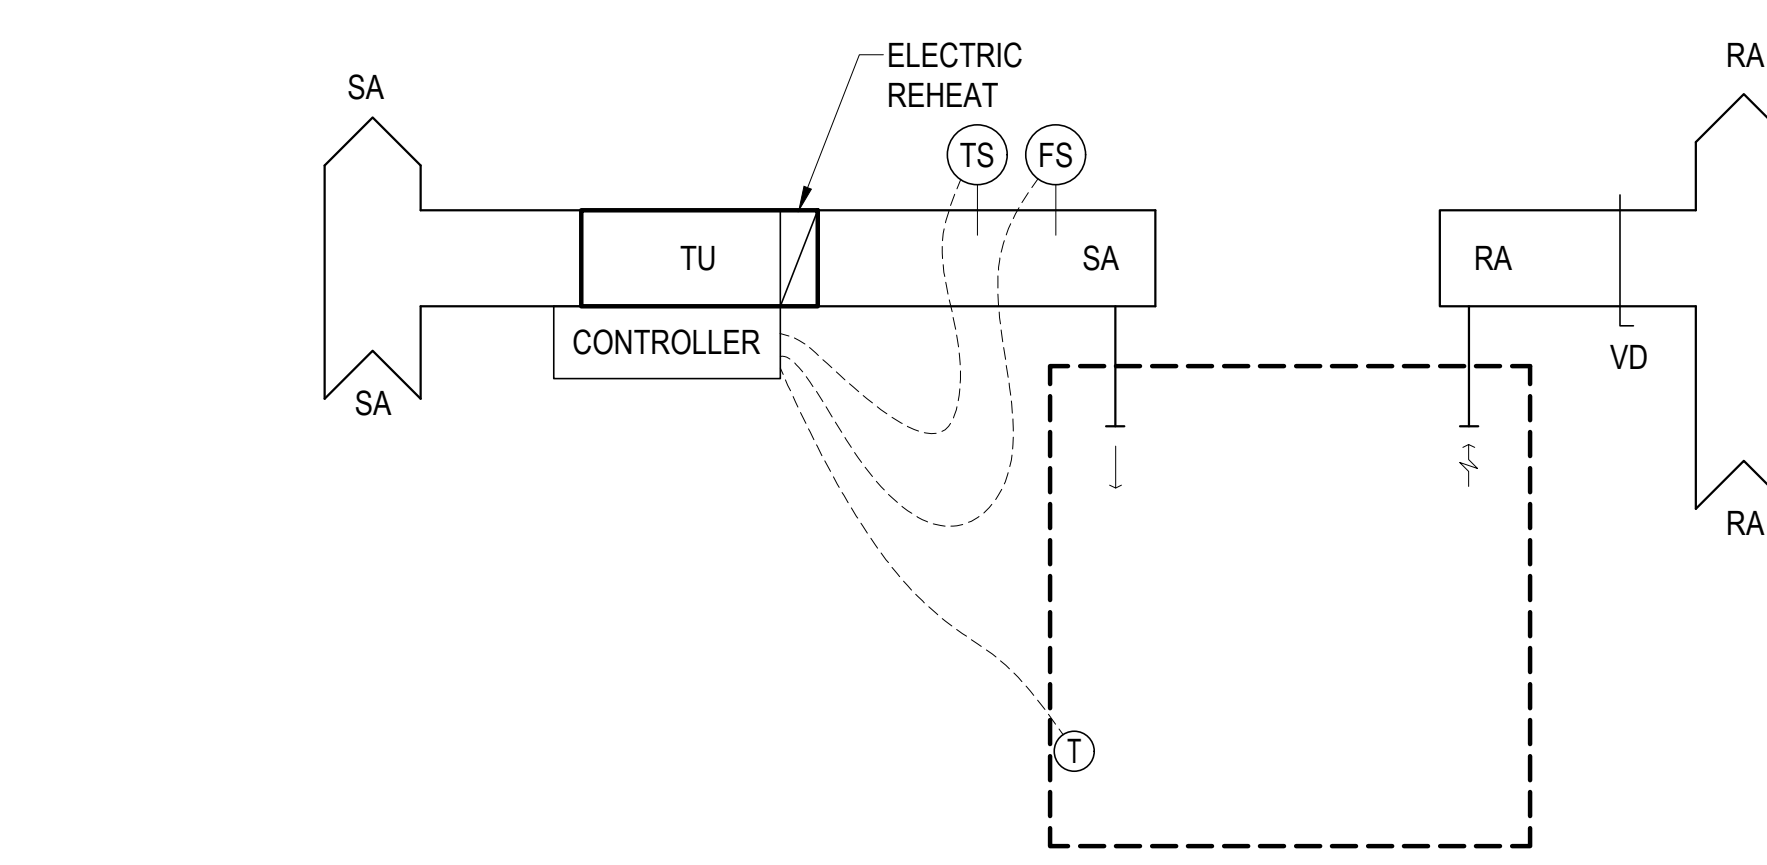 ELECTRIC
REHEAT
RA
SA
TS
FS
TU
SA
RA
CONTROLLER
VD
SA
RA
T